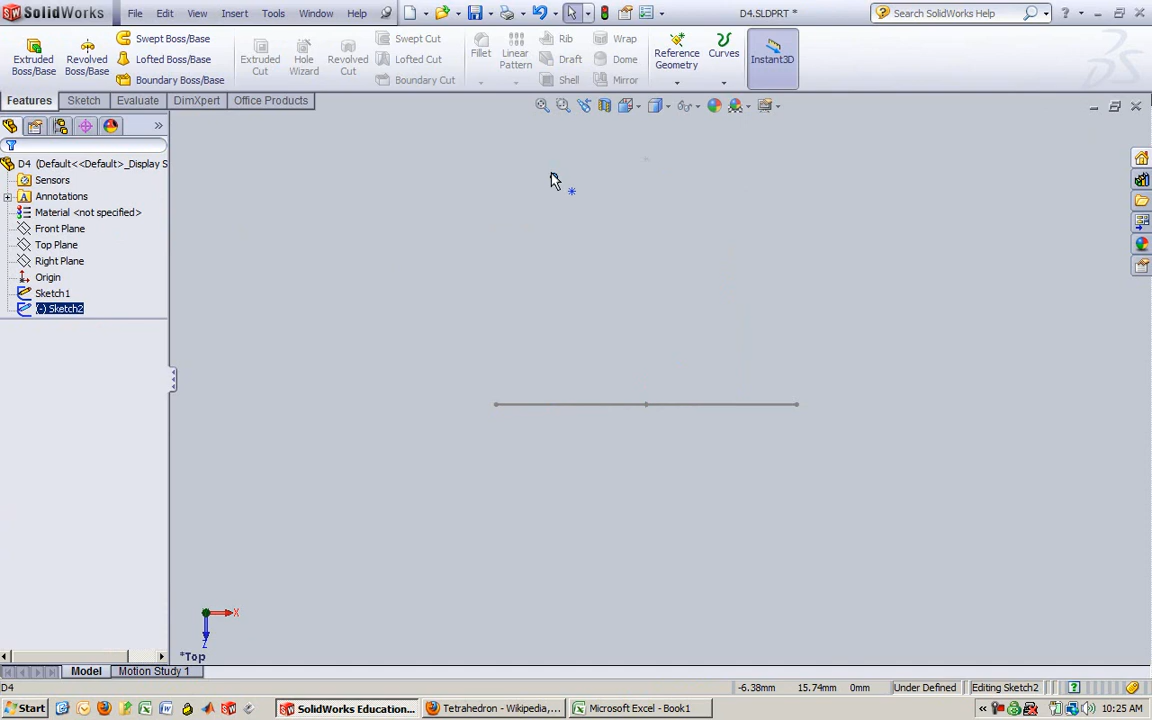 SolidWorks File Edit View Insert Tools Window Help D4.SLDPRT * Search SolidWorks Help
Extruded Boss/Base
Revolved Boss/Base
Swept Boss/Base
Lofted Boss/Base
Boundary Boss/Base
Extruded Cut
Hole Wizard
Revolved Cut
Swept Cut
Lofted Cut
Boundary Cut
Fillet
Linear Pattern
Rib
Draft
Shell
Wrap
Dome
Mirror
Reference Geometry
Curves
Instant3D
Features Sketch Evaluate DimXpert Office Products
D4 (Default<<Default>_Display S
Sensors
Annotations
Material <not specified>
Front Plane
Top Plane
Right Plane
Origin
Sketch1
(-) Sketch2
X
Z
*Top
Model Motion Study 1
D4 -6.38mm 15.74mm 0mm Under Defined Editing Sketch2
Start SolidWorks Education... Tetrahedron - Wikipedia,... Microsoft Excel - Book1 10:25 AM